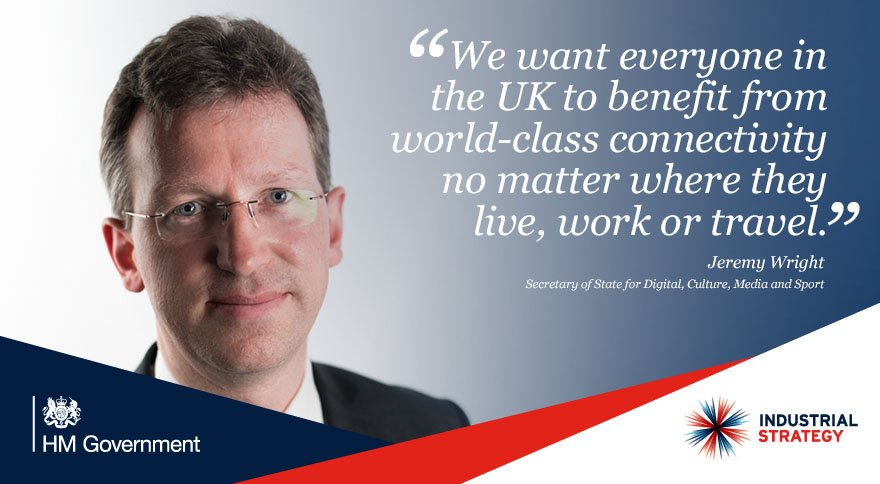 “We want everyone in
the UK to benefit from
world-class connectivity
no matter where they
live, work or travel.”
Jeremy Wright
Secretary of State for Digital, Culture, Media and Sport
HM Government
INDUSTRIAL
STRATEGY